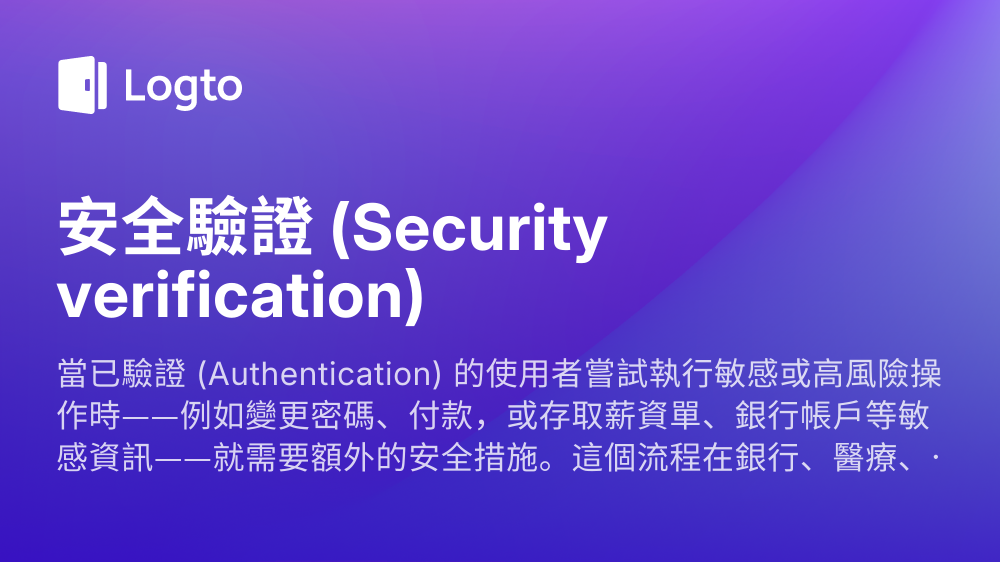 Logto
安全驗證 (Security
verification)
當已驗證 (Authentication) 的使用者嘗試執行敏感或高風險操
作時——例如變更密碼、付款，或存取薪資單、銀行帳戶等敏
感資訊——就需要額外的安全措施。這個流程在銀行、醫療、·